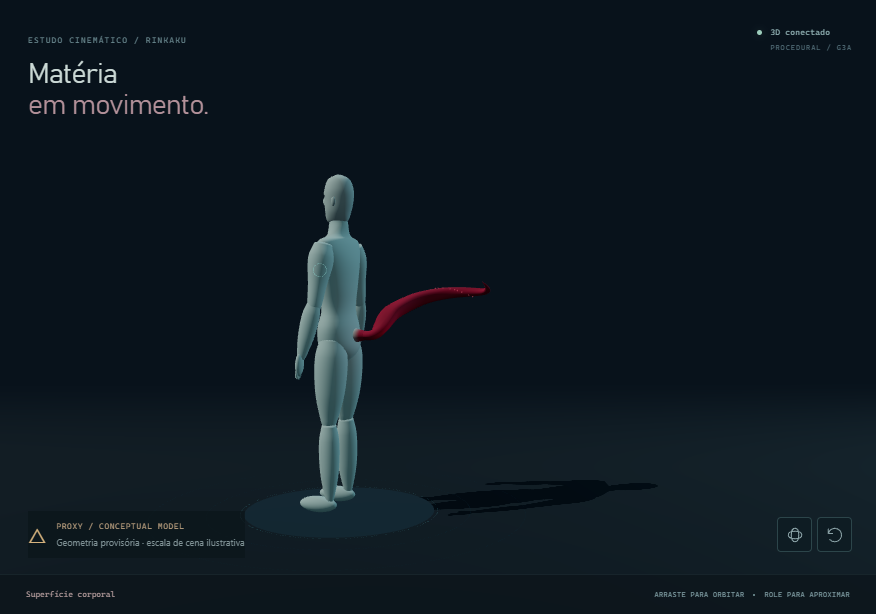 ESTUDO CINEMÁTICO / RINKAKU
Matéria
em movimento.
3D conectado
PROCEDURAL / G3A
PROXY / CONCEPTUAL MODEL
Geometria provisória · escala de cena ilustrativa
Superfície corporal
ARRASTE PARA ORBITAR • ROLE PARA APROXIMAR